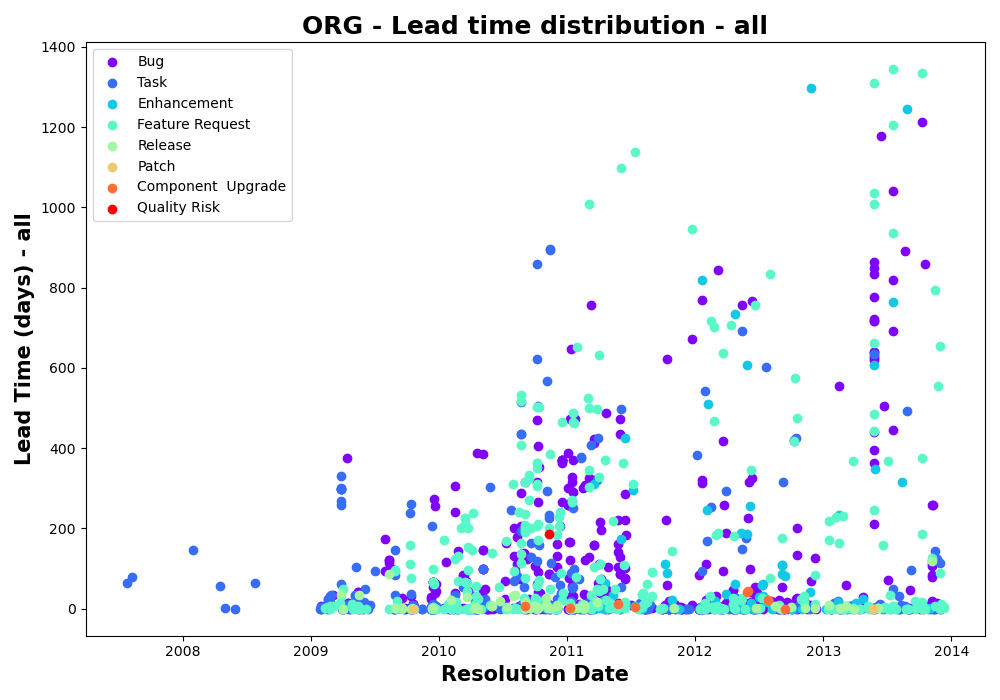 ORG - Lead time distribution - all
Lead Time (days) - all
1400
1200
1000
800
600
400
200
0
Bug
Task
Enhancement
Feature Request
Release
Patch
Component  Upgrade
Quality Risk
2008
2009
2010
2011
2012
2013
2014
Resolution Date